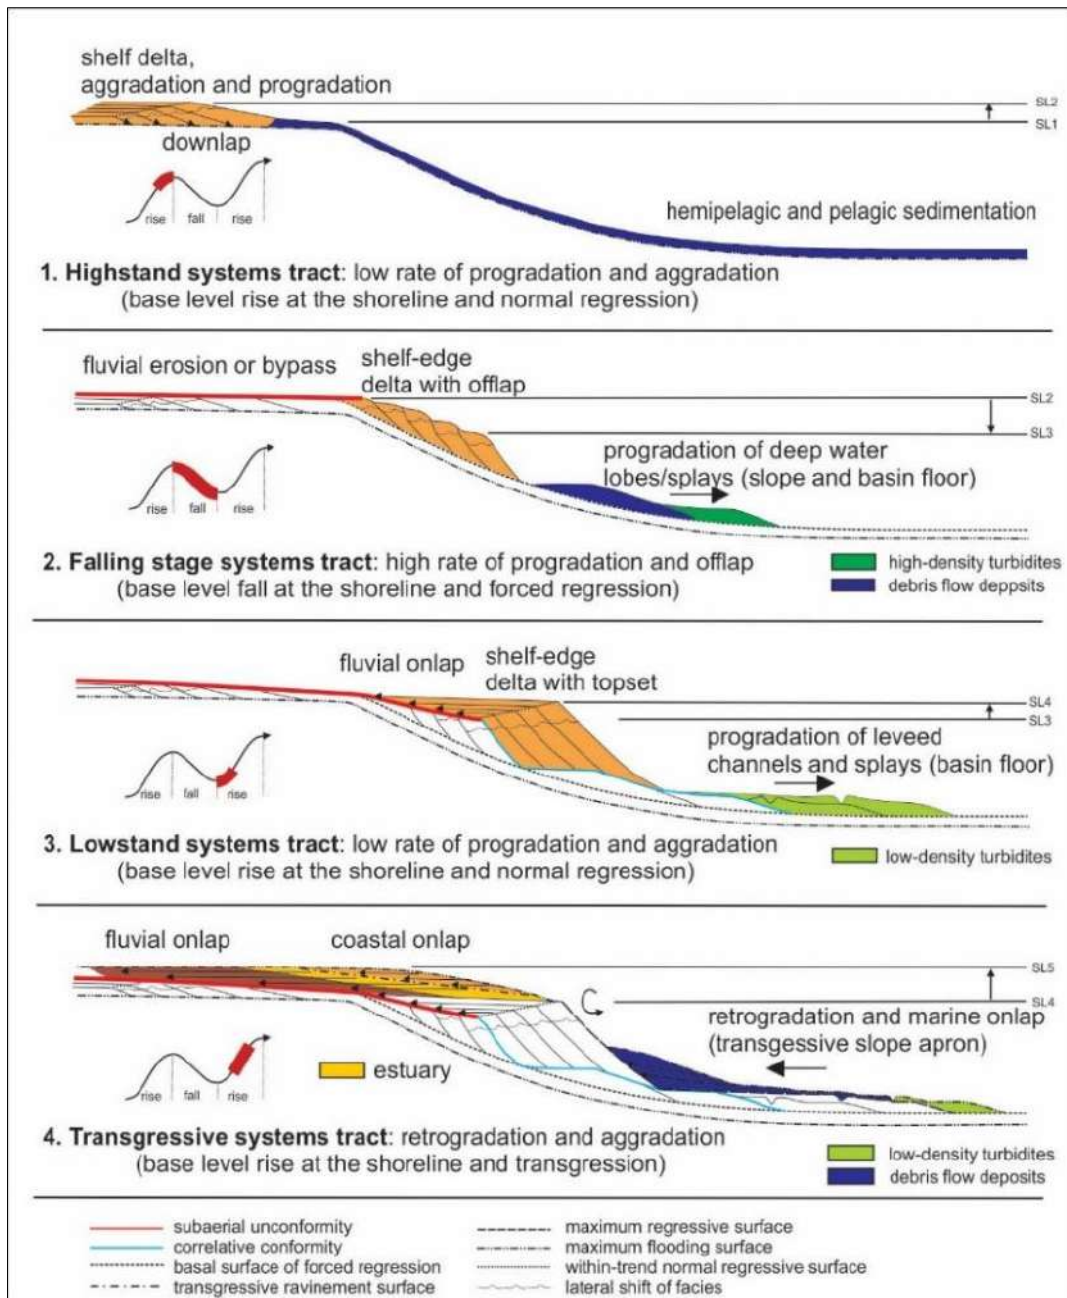 shelf delta,
aggradation and progradation
SL2
SL1
downlap
rise fall rise
hemipelagic and pelagic sedimentation
1. Highstand systems tract: low rate of progradation and aggradation
(base level rise at the shoreline and normal regression)
fluvial erosion or bypass
shelf-edge
delta with offlap
SL2
SL3
progradation of deep water
lobes/splays (slope and basin floor)
rise fall rise
2. Falling stage systems tract: high rate of progradation and offlap
(base level fall at the shoreline and forced regression)
high-density turbidites
debris flow deppsits
fluvial onlap
shelf-edge
delta with topset
SL4
SL3
progradation of leveed
channels and splays (basin floor)
rise fall rise
3. Lowstand systems tract: low rate of progradation and aggradation
(base level rise at the shoreline and normal regression)
low-density turbidites
fluvial onlap
coastal onlap
SL5
SL4
retrogradation and marine onlap
(transgessive slope apron)
estuary
rise fall rise
4. Transgressive systems tract: retrogradation and aggradation
(base level rise at the shoreline and transgression)
low-density turbidites
debris flow deposits
subaerial unconformity
correlative conformity
basal surface of forced regression
transgressive ravinement surface
maximum regressive surface
maximum flooding surface
within-trend normal regressive surface
lateral shift of facies